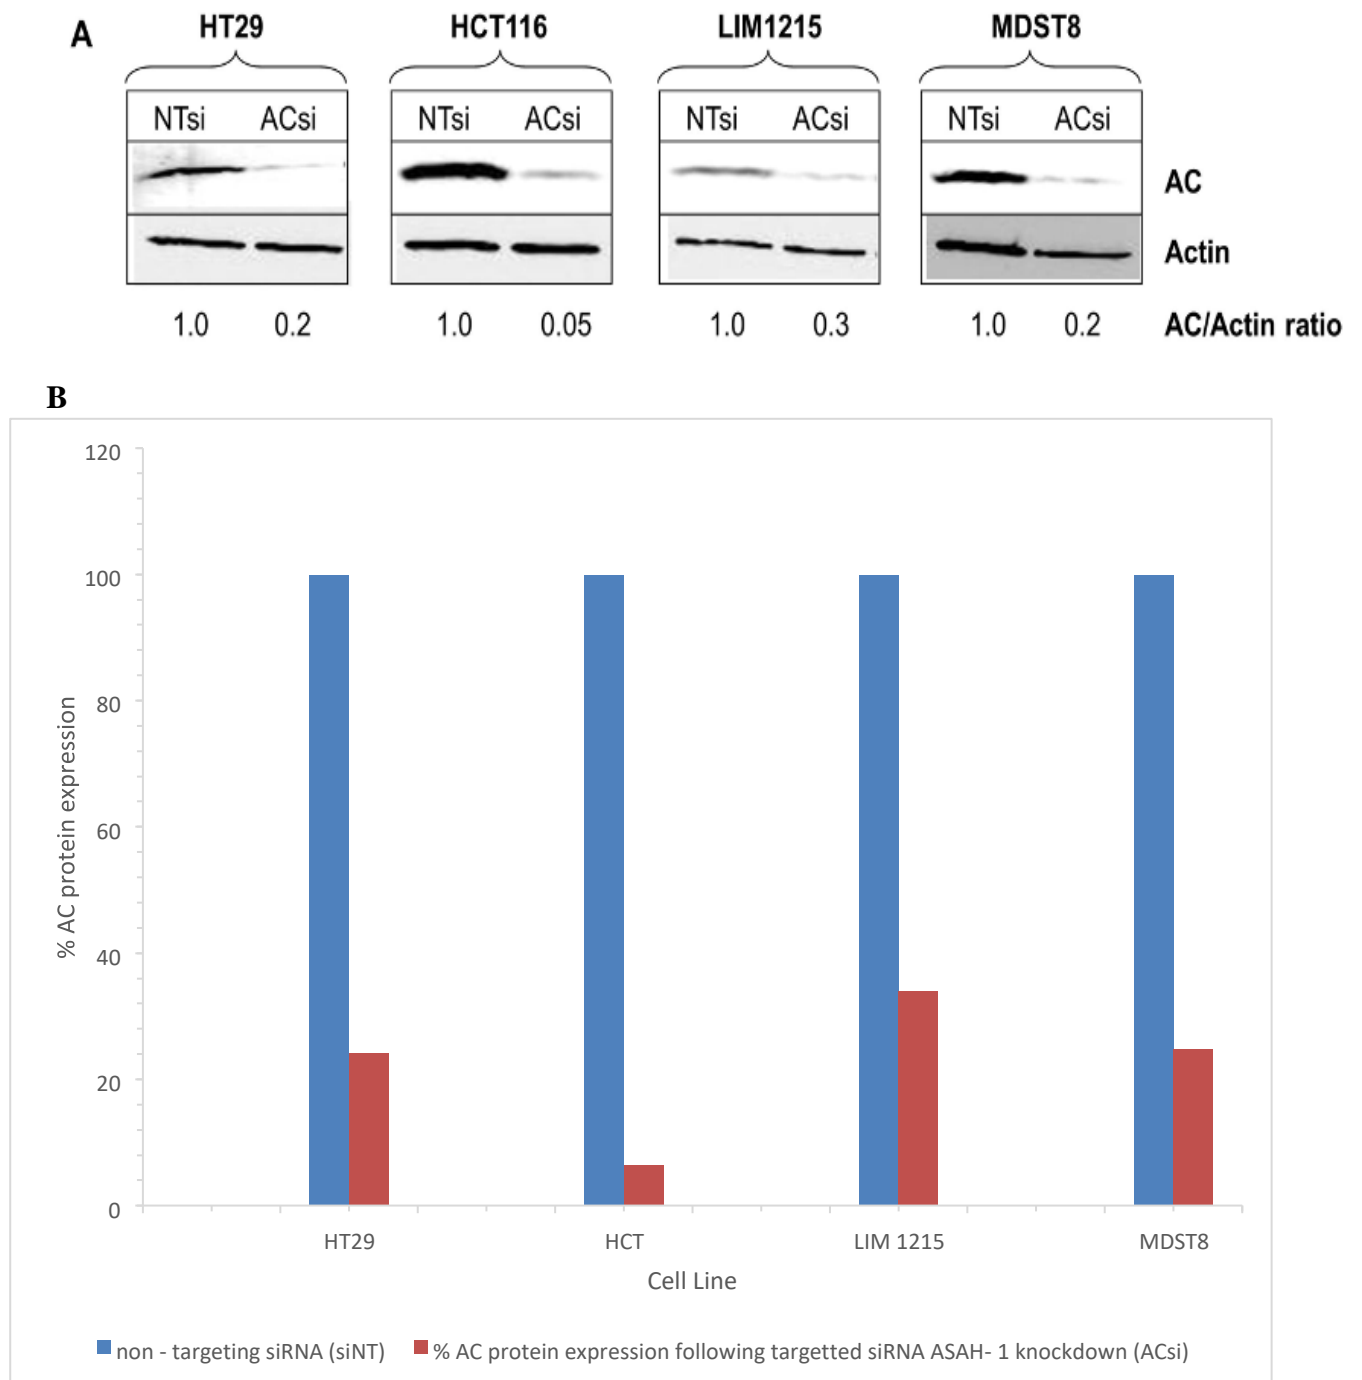 A
HT29 HCT116 LIM1215 MDST8
NTsi ACsi NTsi ACsi NTsi ACsi NTsi ACsi
AC
Actin
1.0 0.2 1.0 0.05 1.0 0.3 1.0 0.2 AC/Actin ratio
B
120
100
80
60
40
20
0
% AC protein expression
HT29 HCT LIM 1215 MDST8
Cell Line
non - targeting siRNA (siNT) % AC protein expression following targetted siRNA ASAH- 1 knockdown (ACsi)